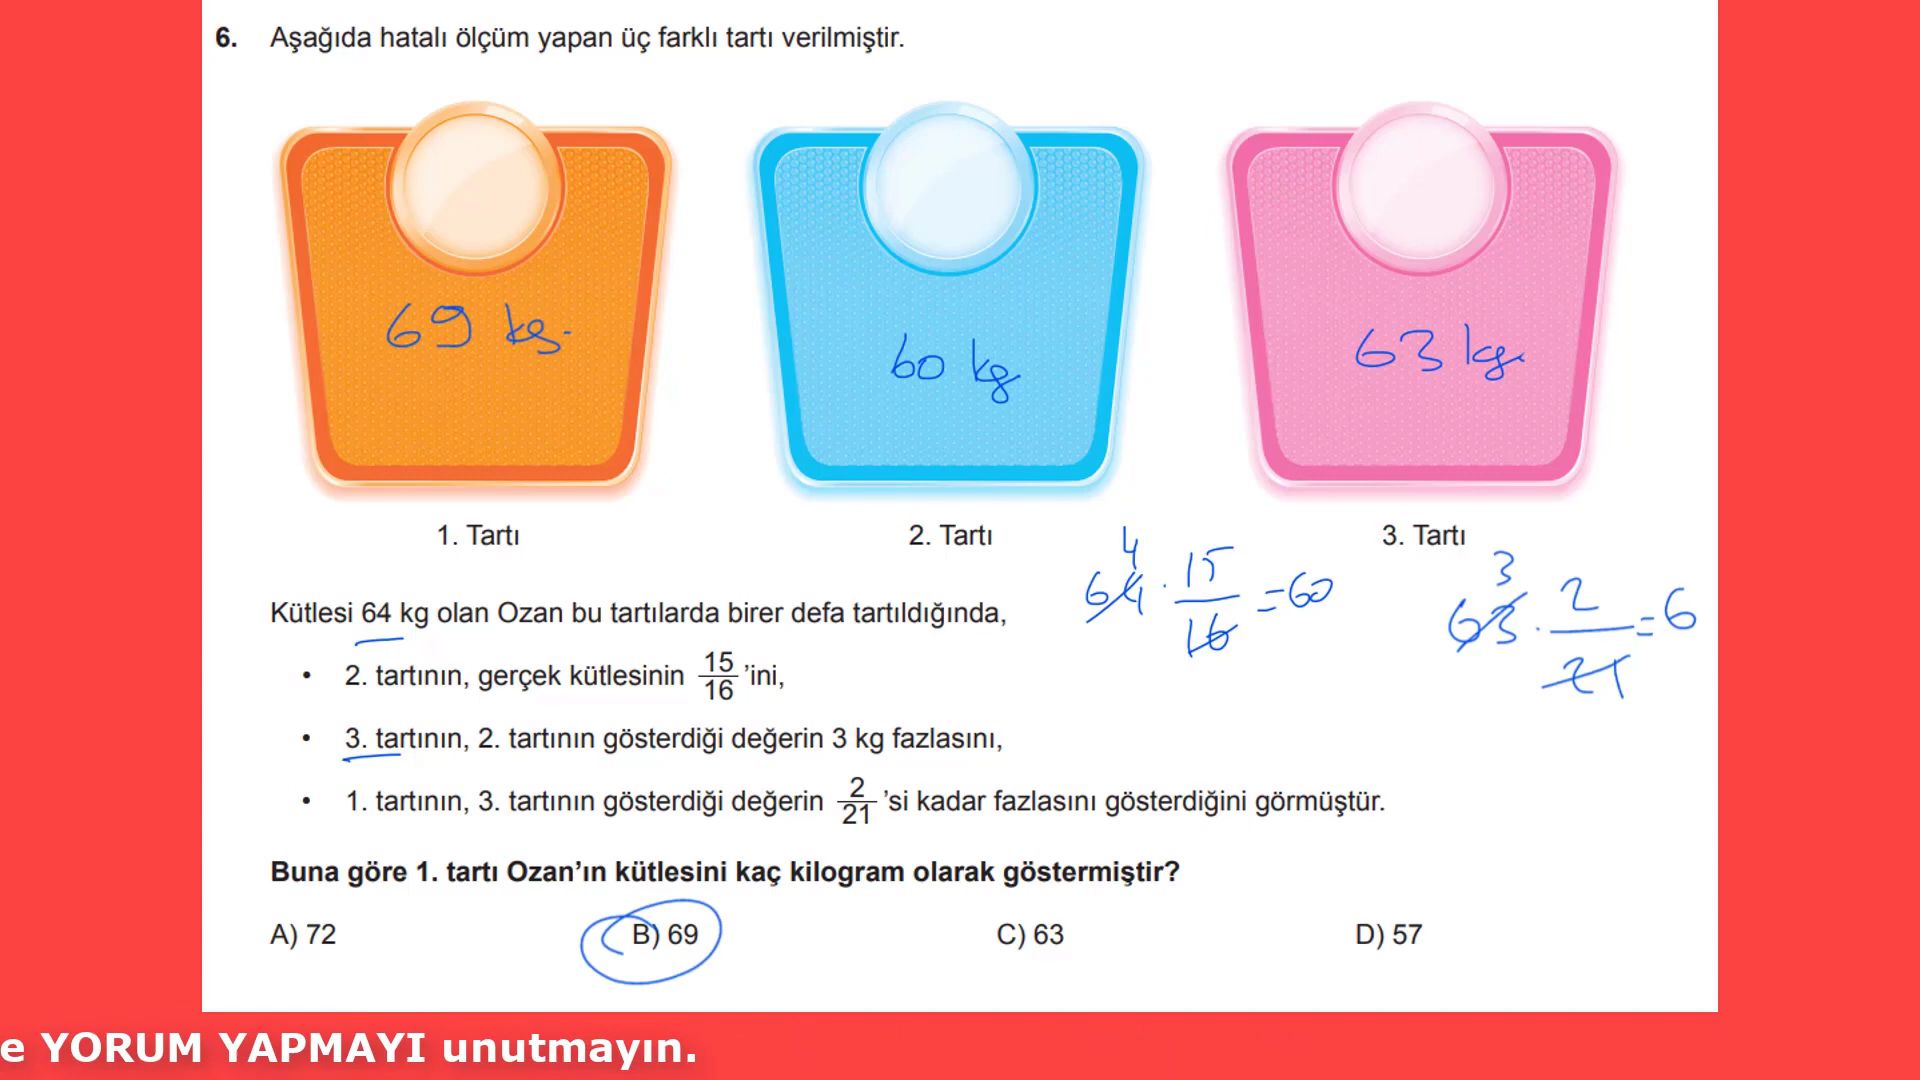 6. Aşağıda hatalı ölçüm yapan üç farklı tartı verilmiştir.
69 kg.
60 kg
63 kg
1. Tartı
2. Tartı
3. Tartı
4
64 · 15/16 = 60
3
63 · 2/21 = 6
Kütlesi 64 kg olan Ozan bu tartılarda birer defa tartıldığında,
• 2. tartının, gerçek kütlesinin 15/16 ’ini,
• 3. tartının, 2. tartının gösterdiği değerin 3 kg fazlasını,
• 1. tartının, 3. tartının gösterdiği değerin 2/21 ’si kadar fazlasını gösterdiğini görmüştür.
Buna göre 1. tartı Ozan’ın kütlesini kaç kilogram olarak göstermiştir?
A) 72
B) 69
C) 63
D) 57
e YORUM YAPMAYI unutmayın.